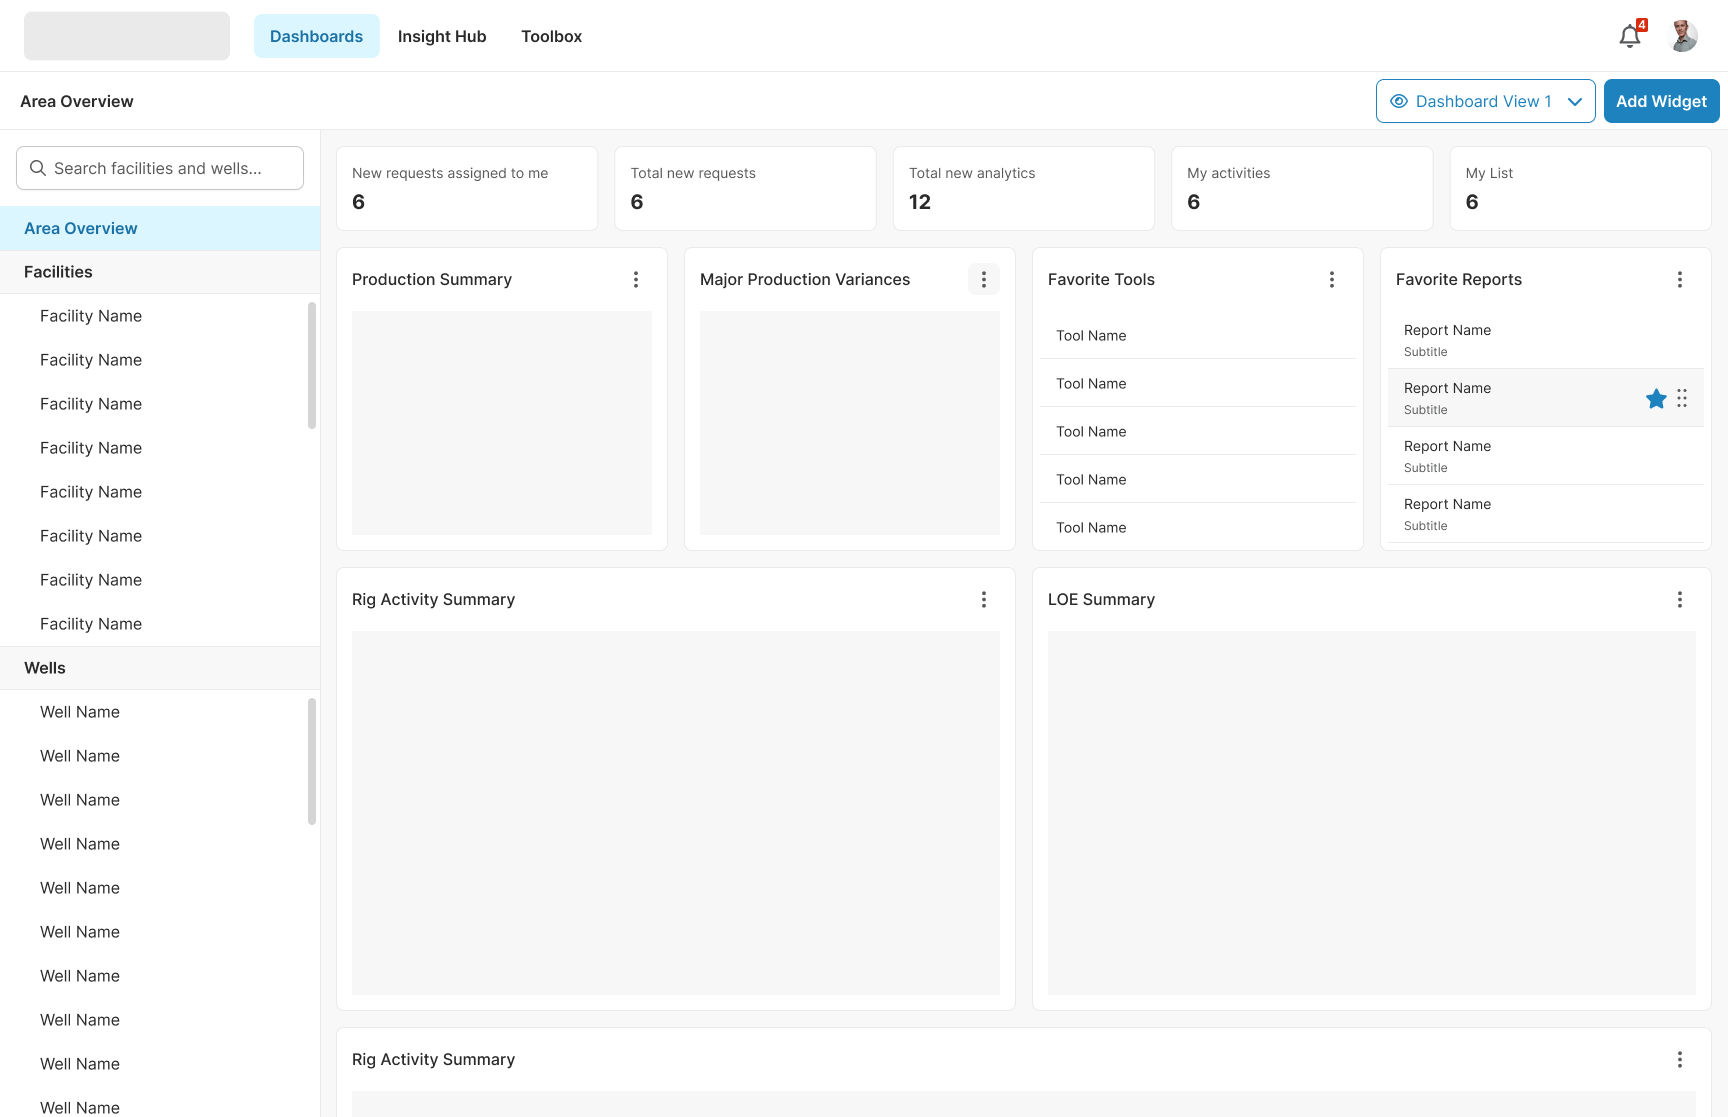 Dashboards
Insight Hub
Toolbox
4
Area Overview
Dashboard View 1
Add Widget
Search facilities and wells...
Area Overview
Facilities
Facility Name
Facility Name
Facility Name
Facility Name
Facility Name
Facility Name
Facility Name
Facility Name
Wells
Well Name
Well Name
Well Name
Well Name
Well Name
Well Name
Well Name
Well Name
Well Name
Well Name
New requests assigned to me
6
Total new requests
6
Total new analytics
12
My activities
6
My List
6
Production Summary
Major Production Variances
Favorite Tools
Tool Name
Tool Name
Tool Name
Tool Name
Tool Name
Favorite Reports
Report Name
Subtitle
Report Name
Subtitle
Report Name
Subtitle
Report Name
Subtitle
Rig Activity Summary
LOE Summary
Rig Activity Summary